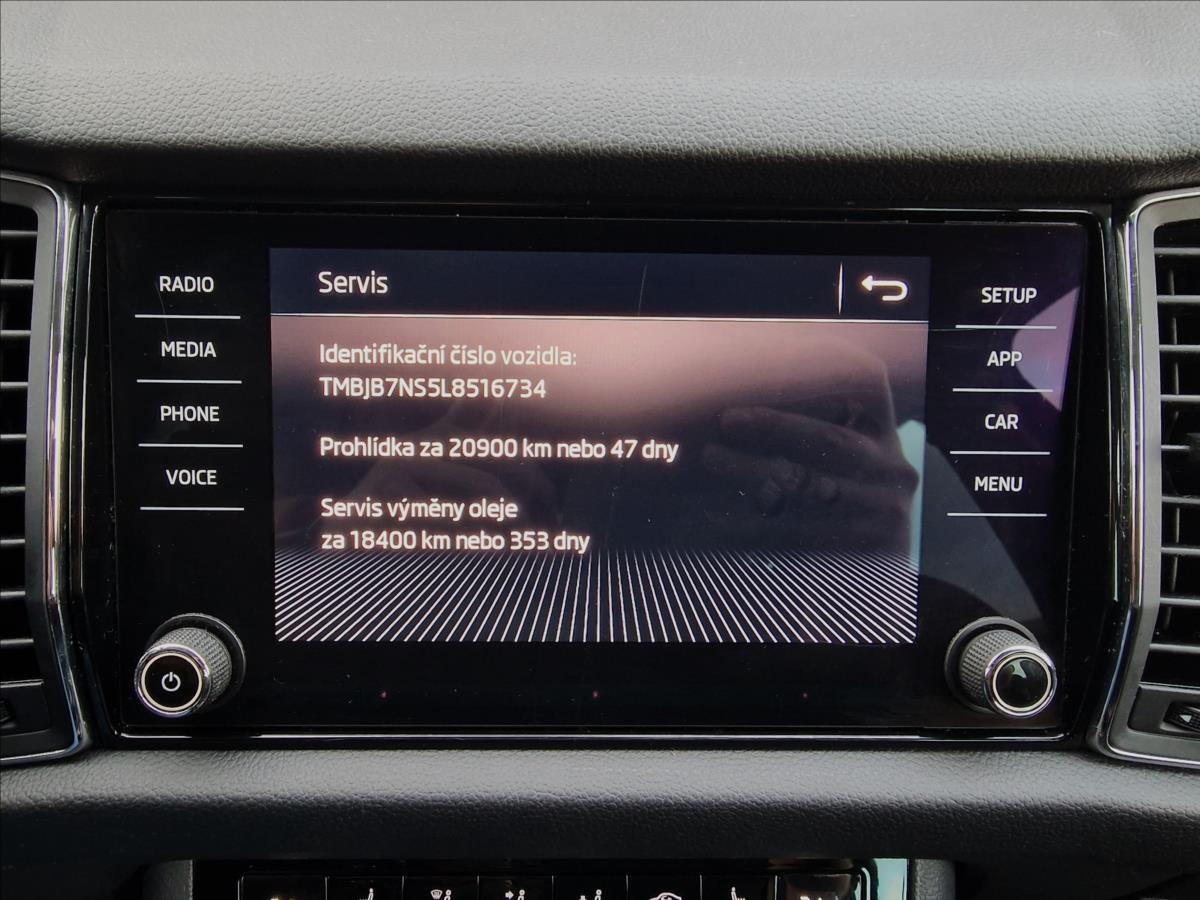 Servis
RADIO
MEDIA
PHONE
VOICE
Identifikační číslo vozidla:
TMBJB7NS5L8516734
Prohlídka za 20900 km nebo 47 dny
Servis výměny oleje
za 18400 km nebo 353 dny
SETUP
APP
CAR
MENU